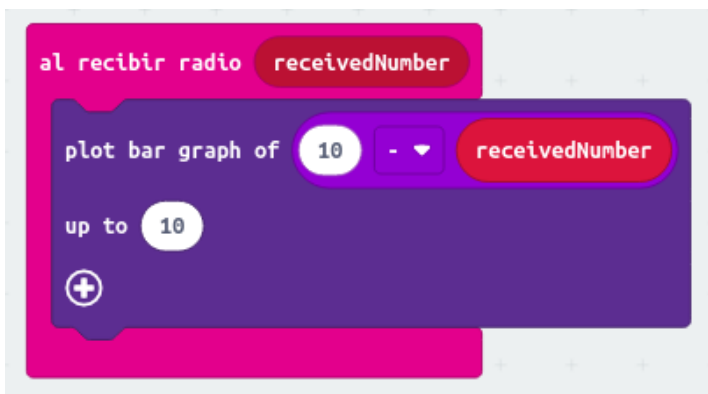 al recibir radio receivedNumber
plot bar graph of 10 - receivedNumber
up to 10